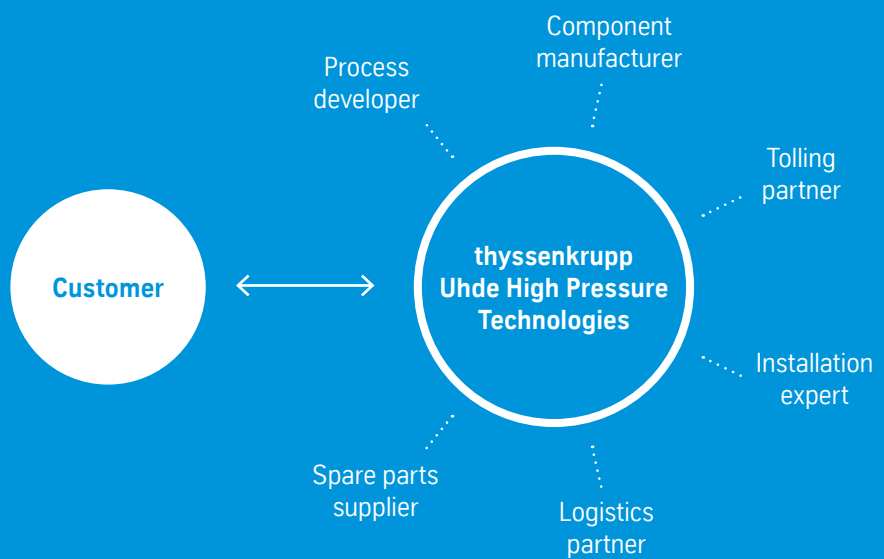 Component
manufacturer
Process
developer
Tolling
partner
thyssenkrupp
Uhde High Pressure
Technologies
Customer
Installation
expert
Spare parts
supplier
Logistics
partner